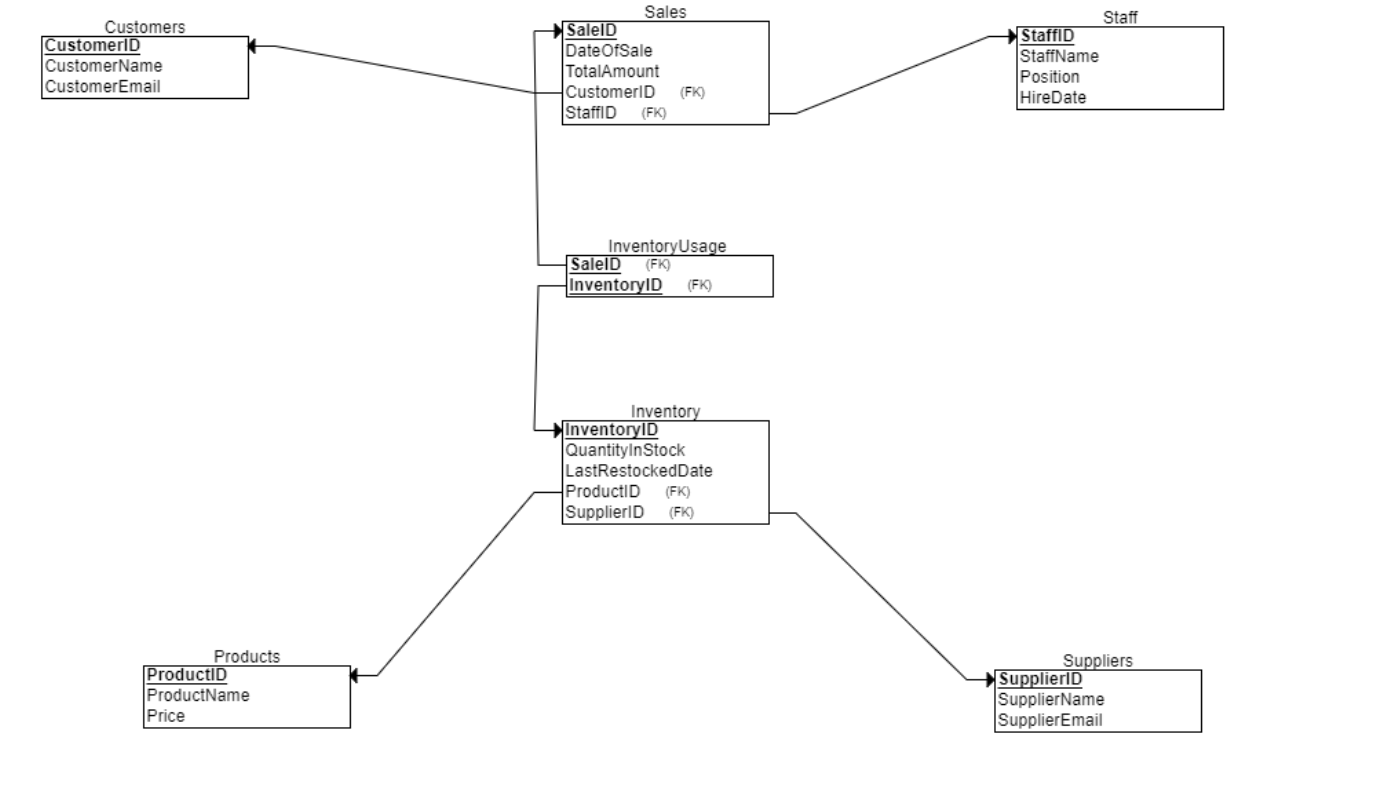 Customers
CustomerID
CustomerName
CustomerEmail
Sales
SaleID
DateOfSale
TotalAmount
CustomerID (FK)
StaffID (FK)
Staff
StaffID
StaffName
Position
HireDate
InventoryUsage
SaleID (FK)
InventoryID (FK)
Inventory
InventoryID
QuantityInStock
LastRestockedDate
ProductID (FK)
SupplierID (FK)
Products
ProductID
ProductName
Price
Suppliers
SupplierID
SupplierName
SupplierEmail